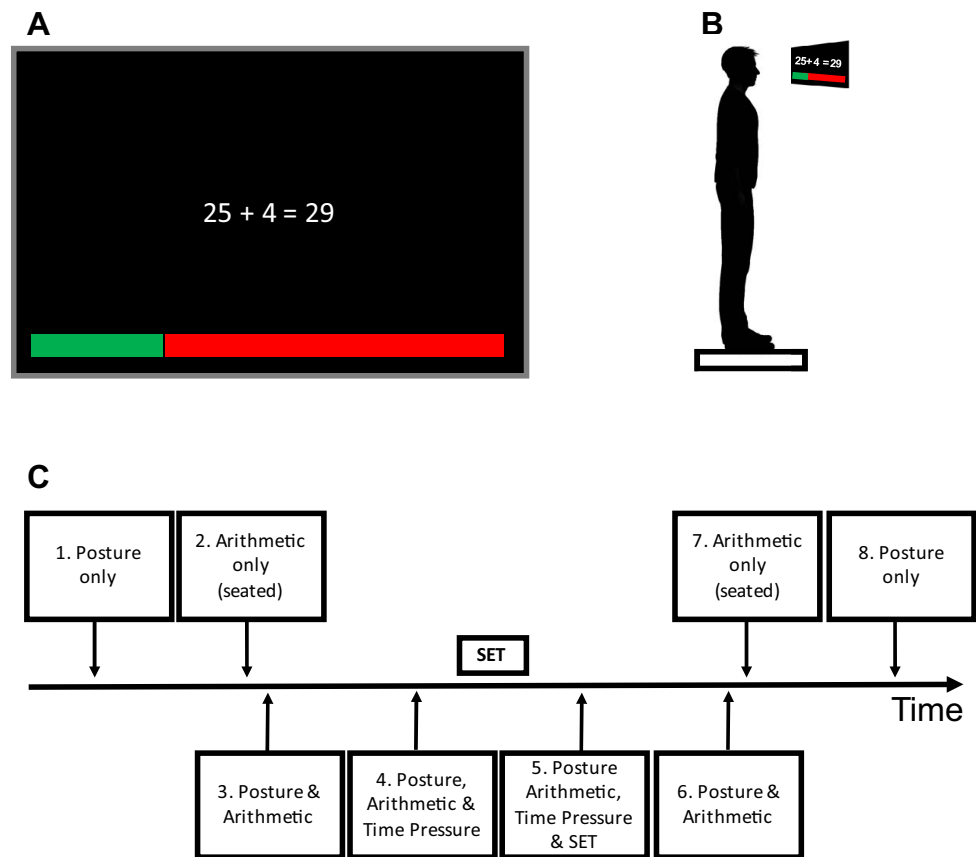 A
25 + 4 = 29
B
25+ 4 = 29
C
1. Posture
only
2. Arithmetic
only
(seated)
7. Arithmetic
only
(seated)
8. Posture
only
SET
Time
3. Posture &
Arithmetic
4. Posture,
Arithmetic &
Time Pressure
5. Posture
Arithmetic,
Time Pressure
& SET
6. Posture &
Arithmetic